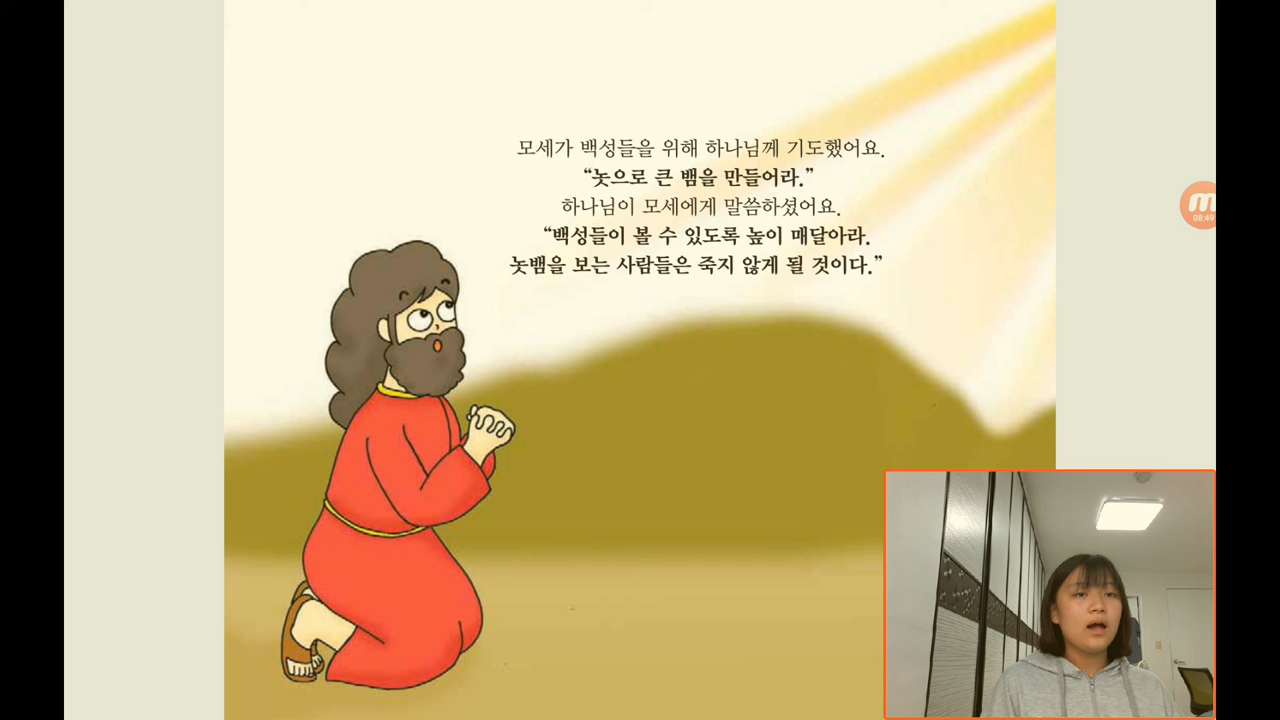 모세가 백성들을 위해 하나님께 기도했어요.
“놋으로 큰 뱀을 만들어라.”
하나님이 모세에게 말씀하셨어요.
“백성들이 볼 수 있도록 높이 매달아라.
놋뱀을 보는 사람들은 죽지 않게 될 것이다.”
m
08:49